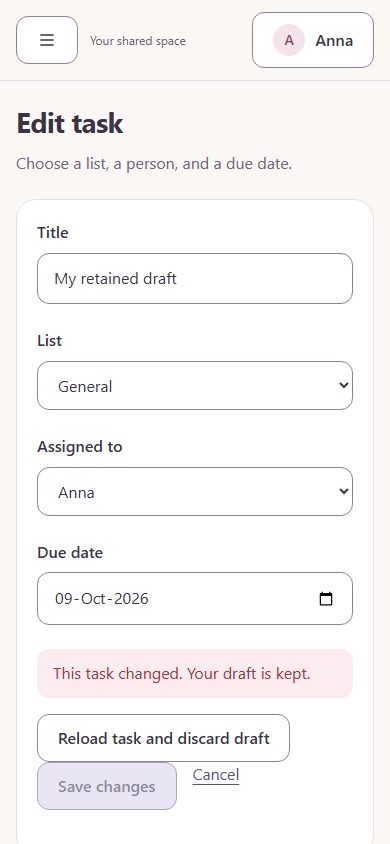 Your shared space
A
Anna
Edit task
Choose a list, a person, and a due date.
Title
My retained draft
List
General
Assigned to
Anna
Due date
09-Oct-2026
This task changed. Your draft is kept.
Reload task and discard draft
Save changes
Cancel